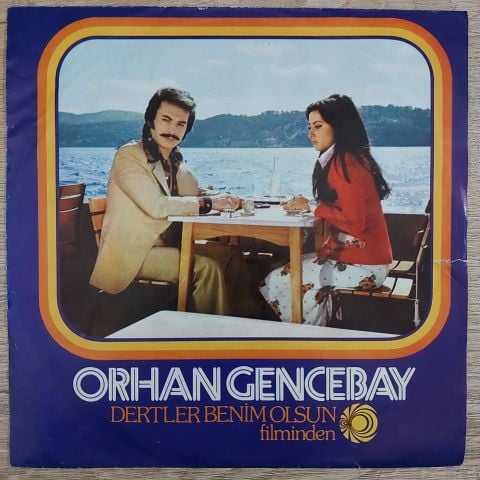 ORHAN GENCEBAY
DERTLER BENİM OLSUN
filminden